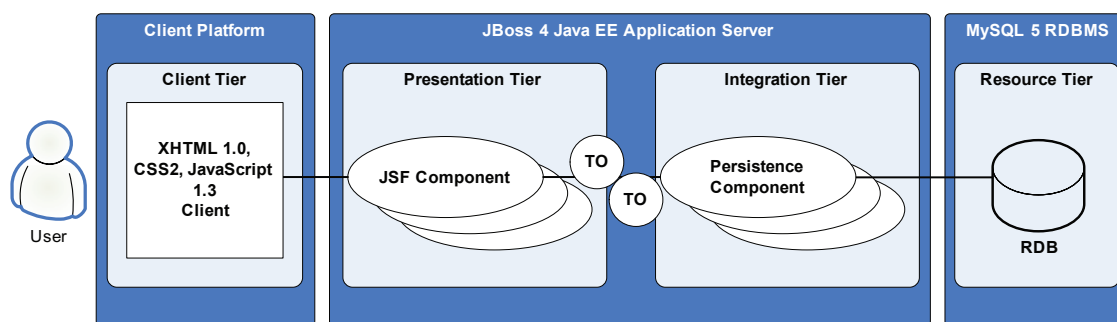 Client Platform
JBoss 4 Java EE Application Server
MySQL 5 RDBMS
Client Tier
Presentation Tier
Integration Tier
Resource Tier
XHTML 1.0,
CSS2, JavaScript
1.3
Client
JSF Component
TO
TO
Persistence
Component
User
RDB